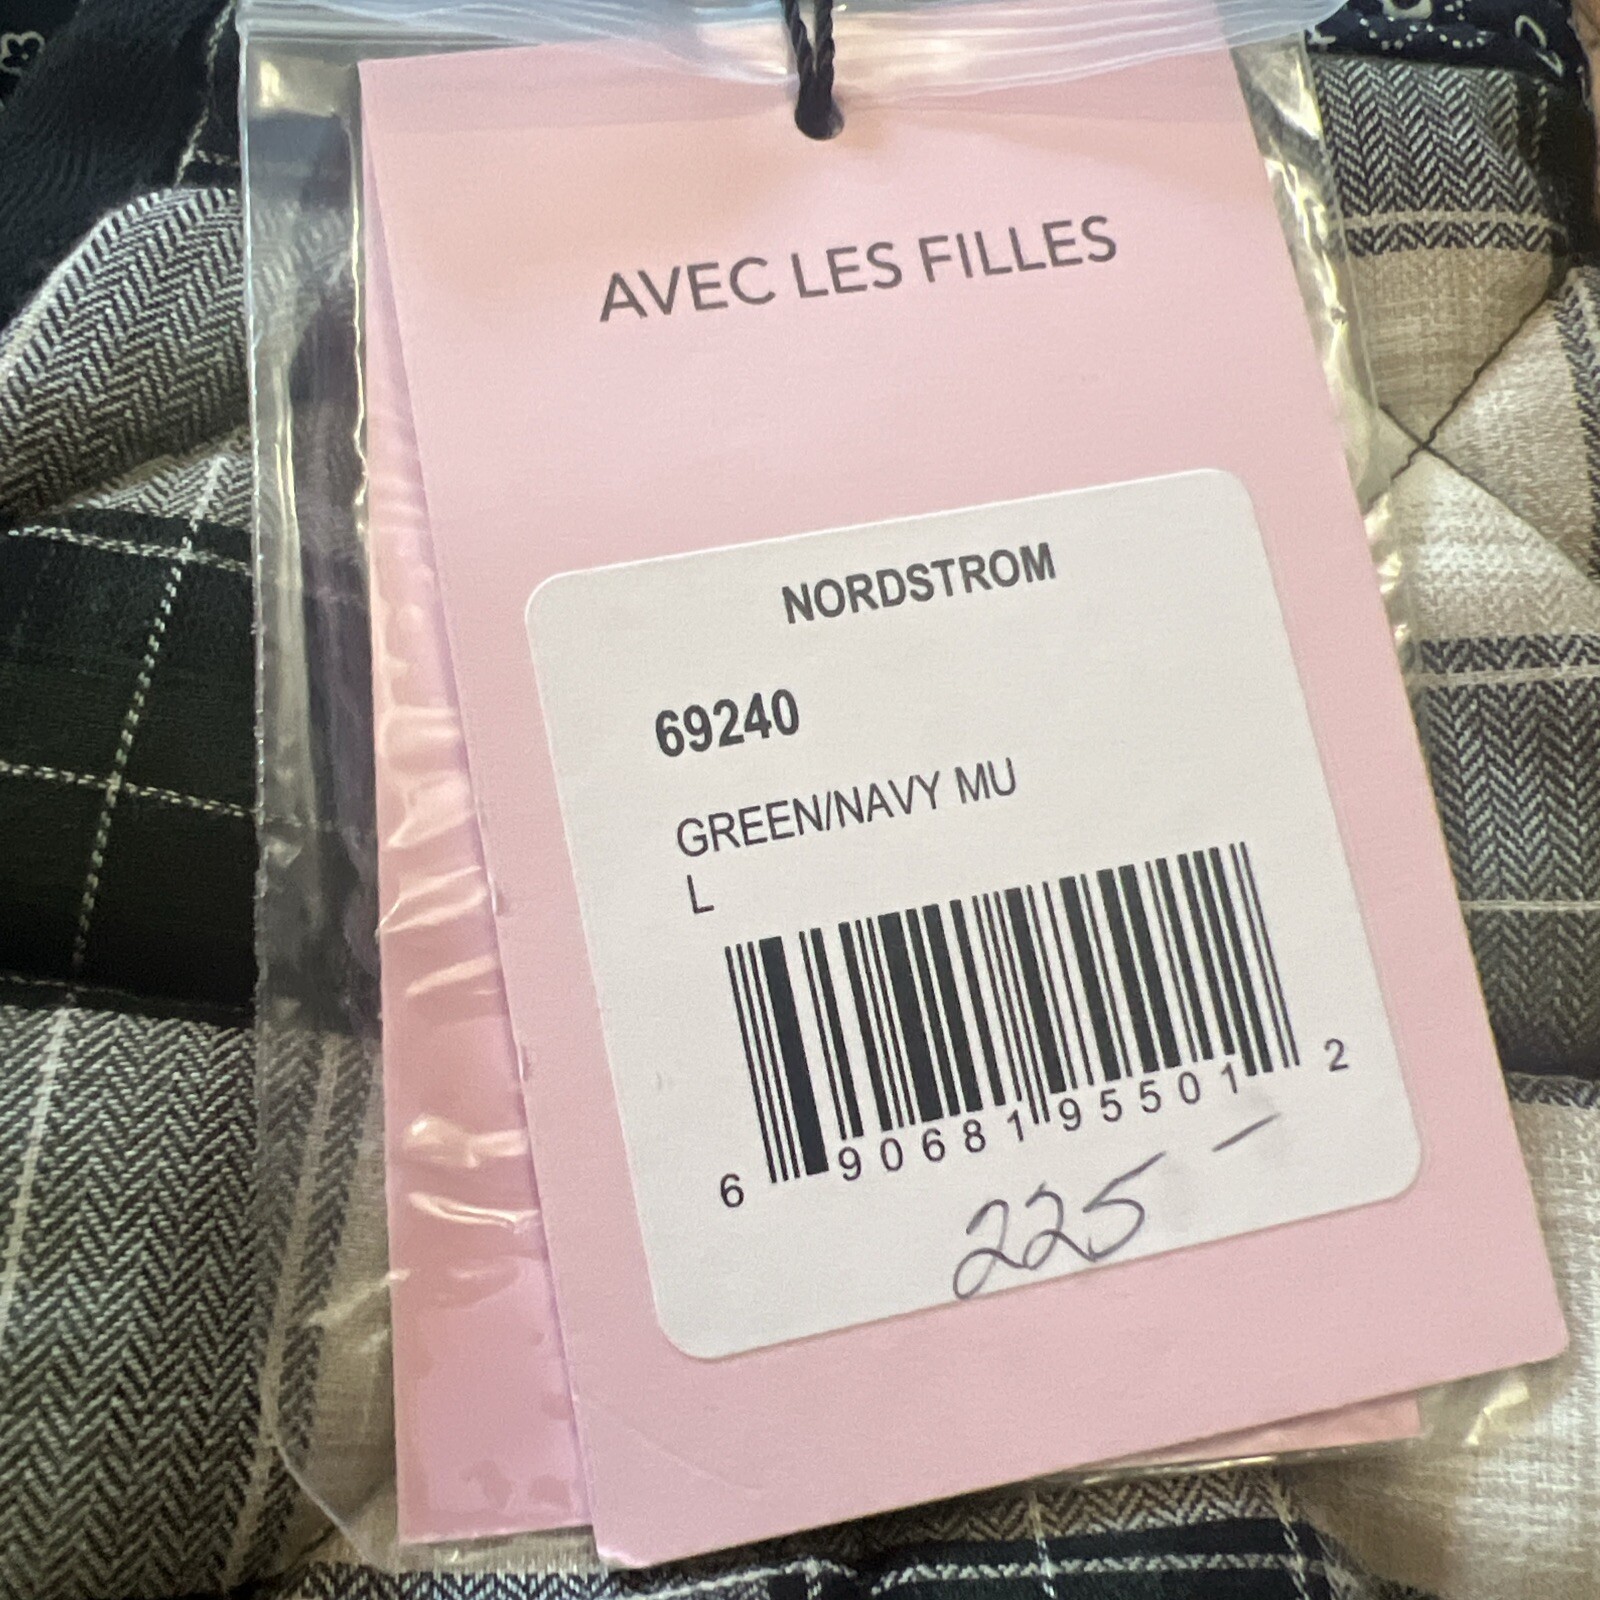 AVEC LES FILLES
NORDSTROM
69240
GREEN/NAVY MU
L
6 90681 95501 2
225 –